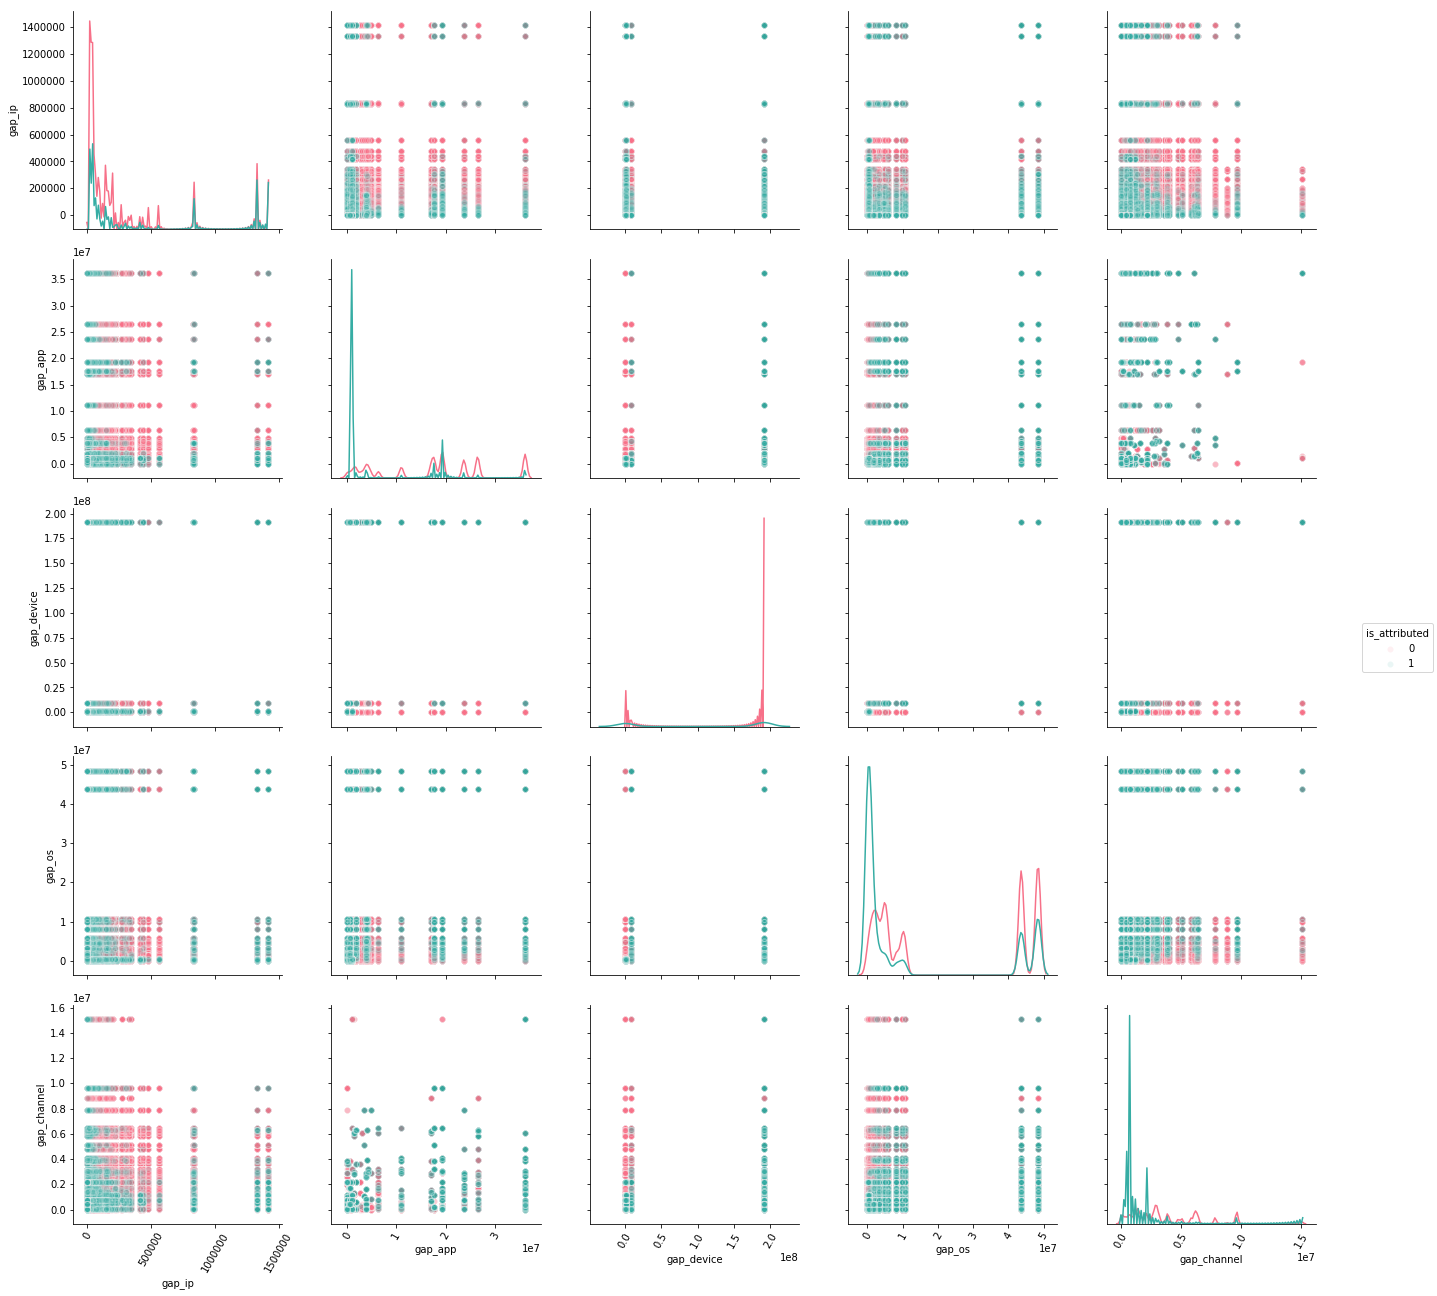 1400000
1200000
1000000
800000
600000
400000
200000
0
gap_ip
1e7
3.5
3.0
2.5
2.0
1.5
1.0
0.5
0.0
gap_app
1e8
2.00
1.75
1.50
1.25
1.00
0.75
0.50
0.25
0.00
gap_device
is_attributed
0
1
1e7
5
4
3
2
1
0
gap_os
1e7
1.6
1.4
1.2
1.0
0.8
0.6
0.4
0.2
0.0
gap_channel
0 500000 1000000 1500000
gap_ip
0 1 2 3
1e7
gap_app
0.0 0.5 1.0 1.5 2.0
1e8
gap_device
0 1 2 3 4 5
1e7
gap_os
0.0 0.5 1.0 1.5
1e7
gap_channel